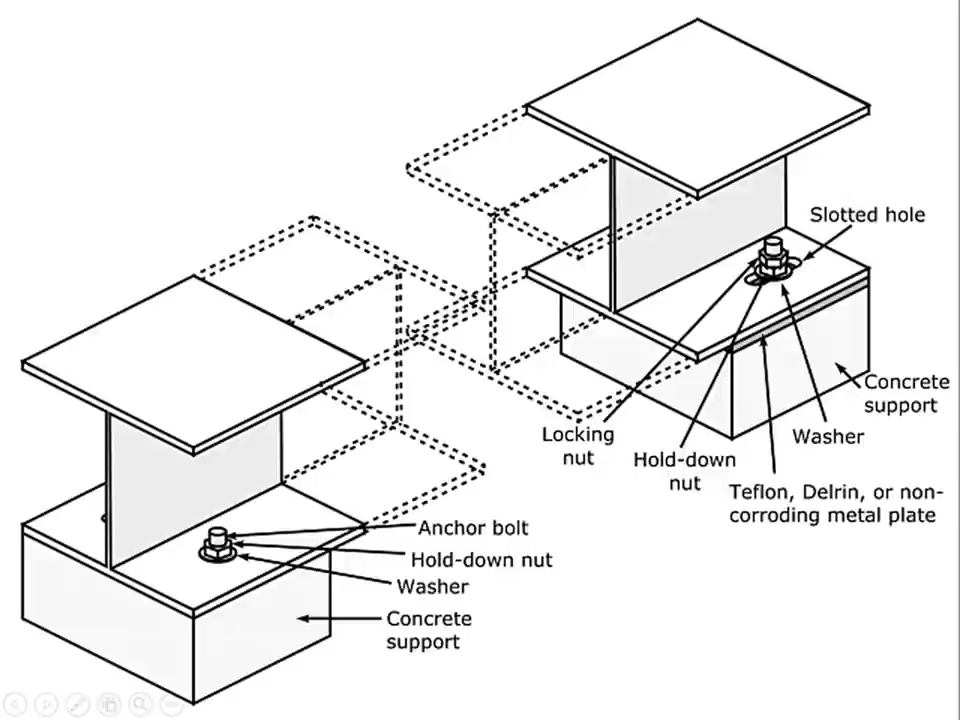 Slotted hole
Concrete
support
Locking
nut
Hold-down
nut
Washer
Teflon, Delrin, or non-
corroding metal plate
Anchor bolt
Hold-down nut
Washer
Concrete
support